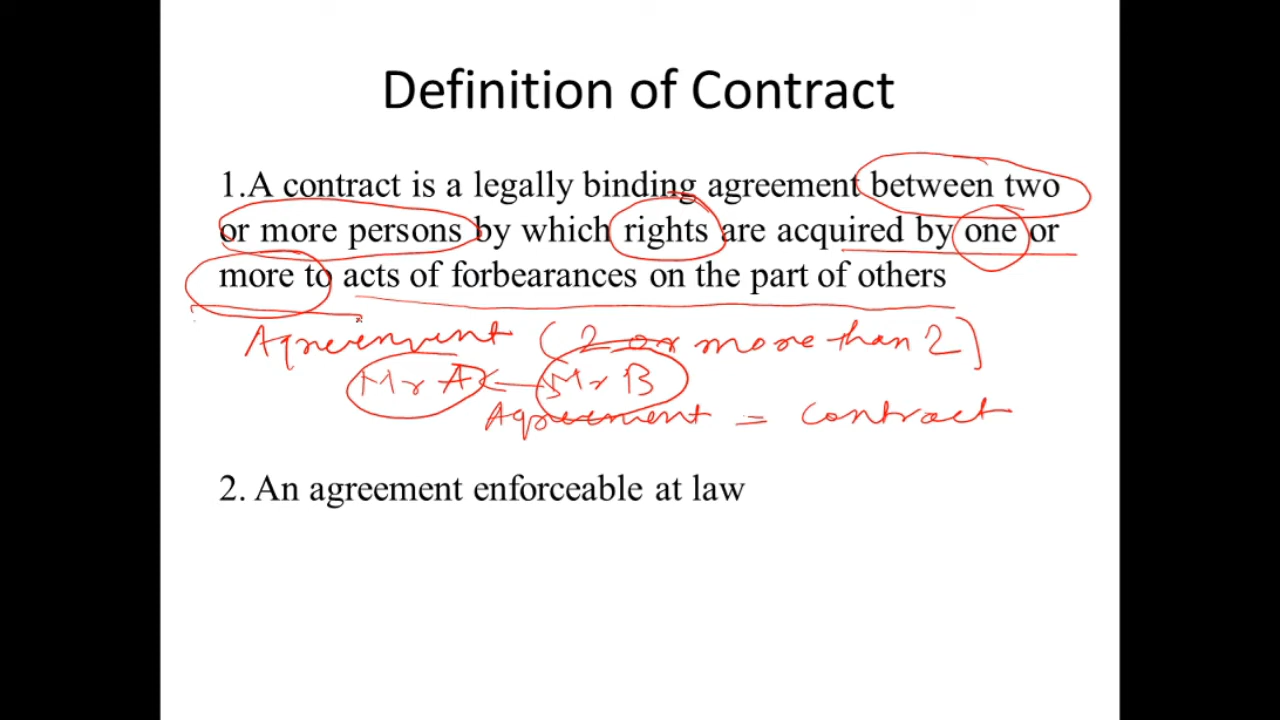 Definition of Contract
1.A contract is a legally binding agreement between two
or more persons by which rights are acquired by one or
more to acts of forbearances on the part of others
Agreement (2 or more than 2)
Mr A Mr B
Agreement = contract
2. An agreement enforceable at law